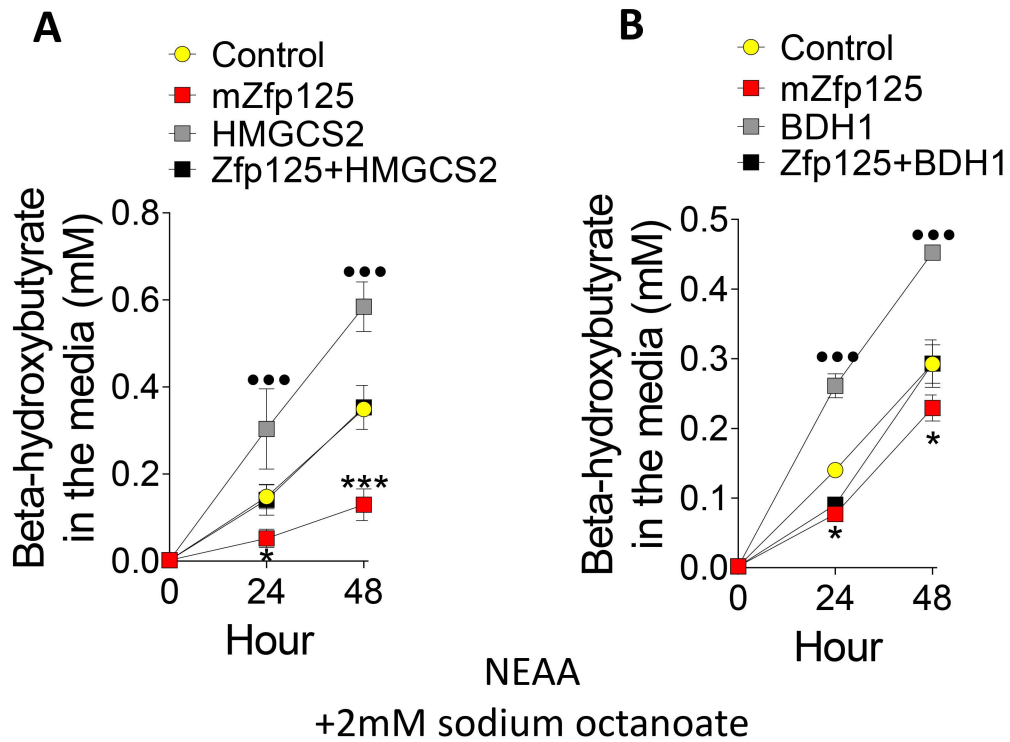 A
Control
mZfp125
HMGCS2
Zfp125+HMGCS2
Beta-hydroxybutyrate
in the media (mM)
0.8
0.6
0.4
0.2
0.0
•••
•••
***
*
0
24
48
Hour
B
Control
mZfp125
BDH1
Zfp125+BDH1
Beta-hydroxybutyrate
in the media (mM)
0.5
0.4
0.3
0.2
0.1
0.0
•••
•••
*
*
0
24
48
Hour
NEAA
+2mM sodium octanoate